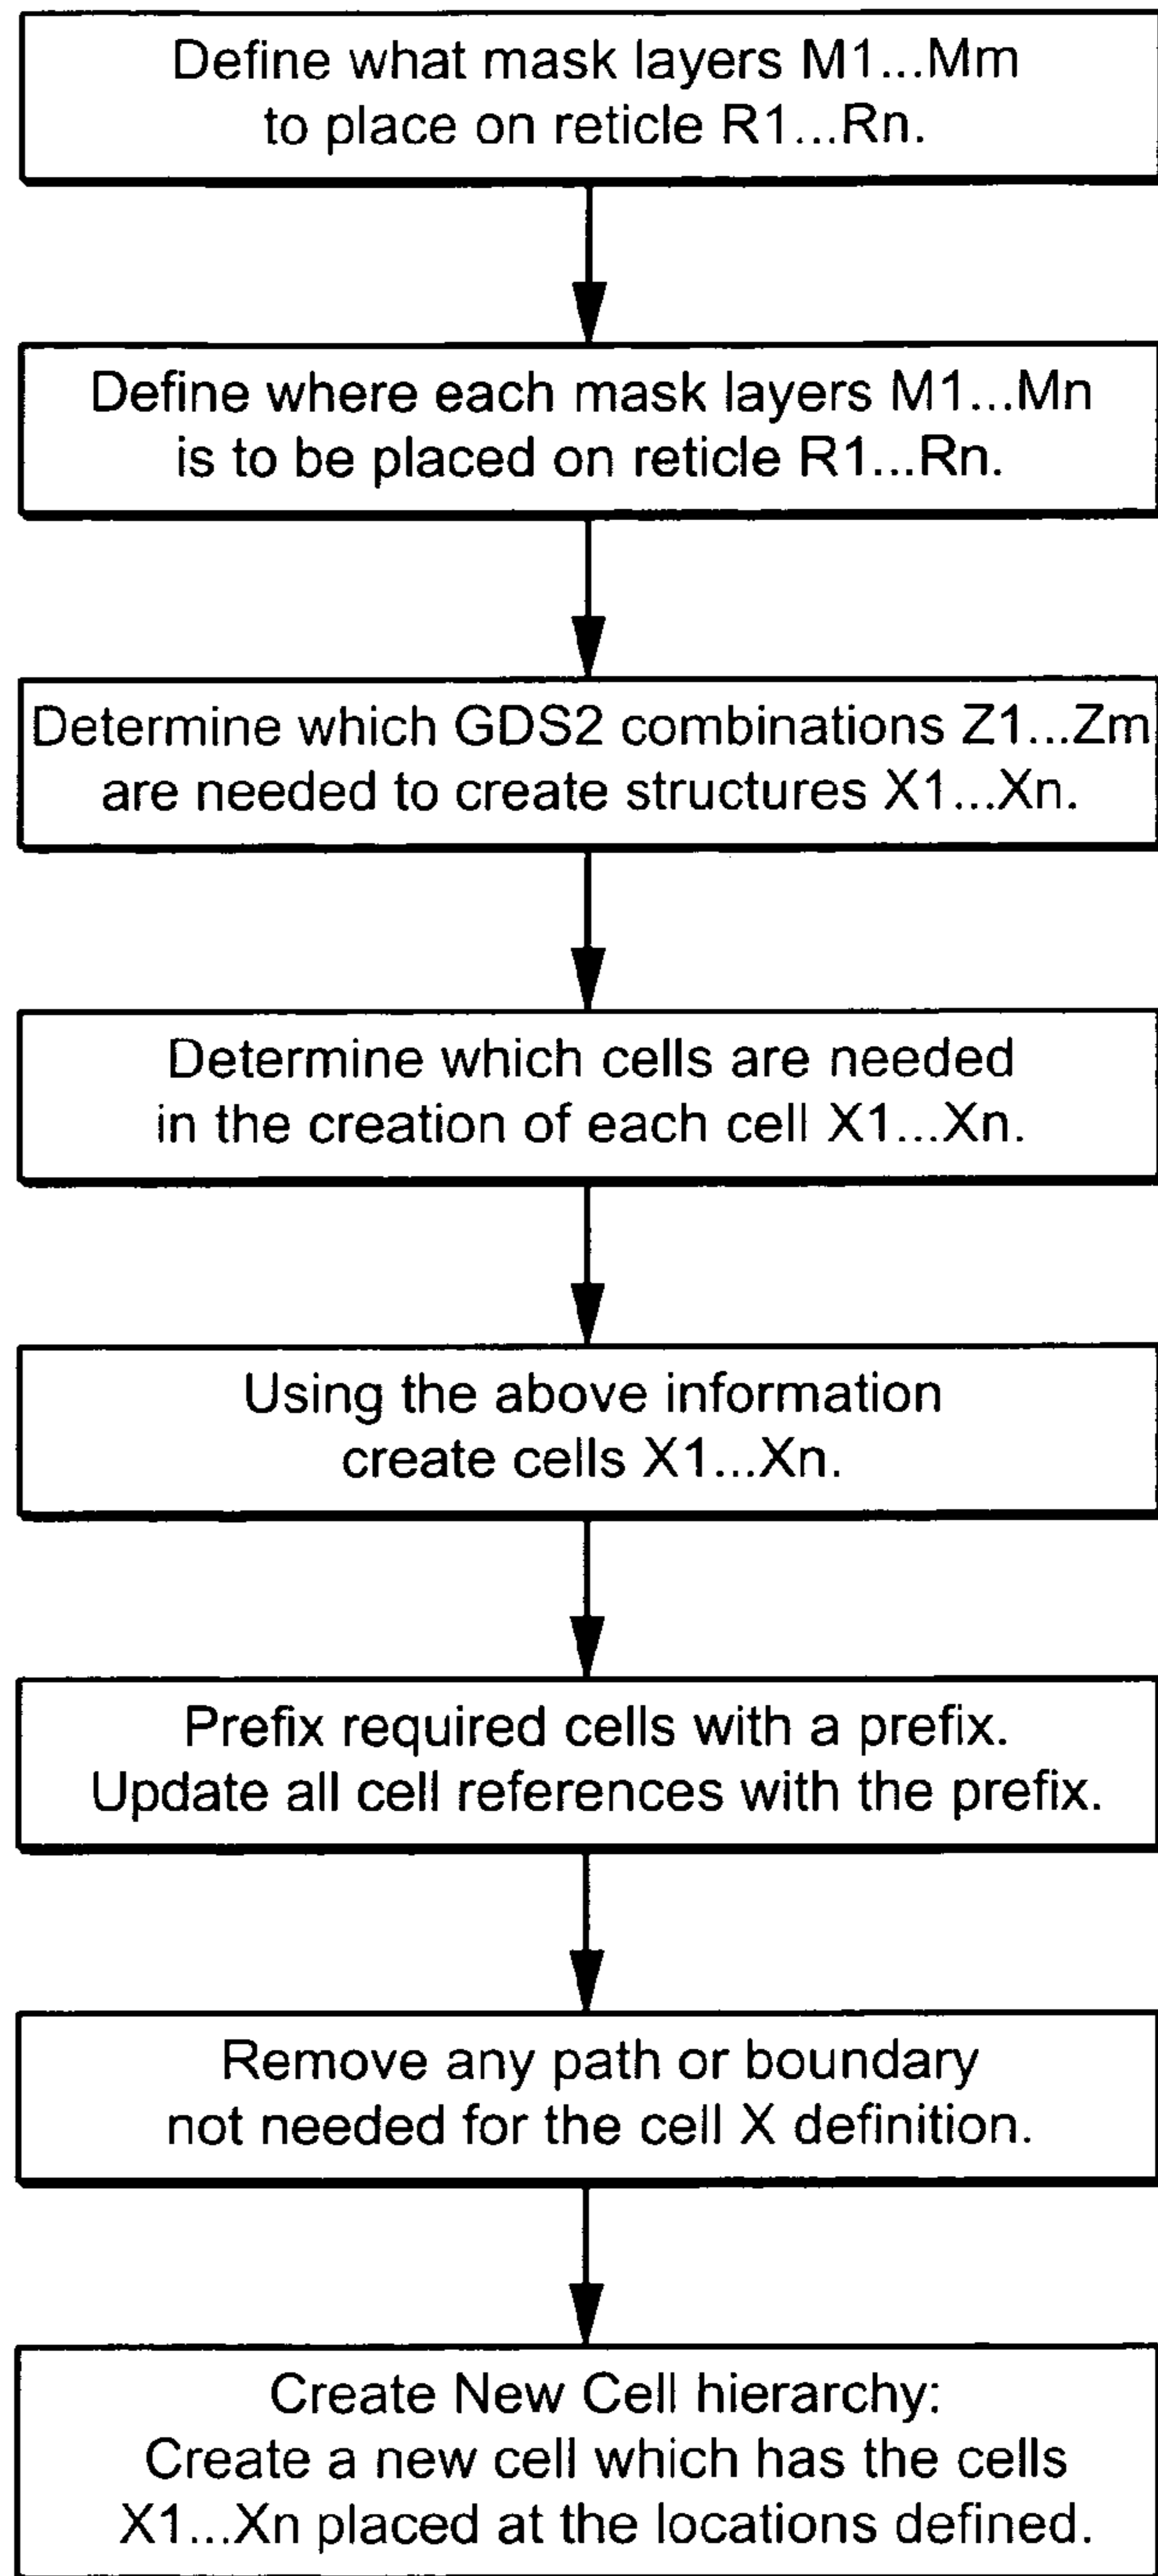 Define what mask layers M1...Mm
to place on reticle R1...Rn.
Define where each mask layers M1...Mn
is to be placed on reticle R1...Rn.
Determine which GDS2 combinations Z1...Zm
are needed to create structures X1...Xn.
Determine which cells are needed
in the creation of each cell X1...Xn.
Using the above information
create cells X1...Xn.
Prefix required cells with a prefix.
Update all cell references with the prefix.
Remove any path or boundary
not needed for the cell X definition.
Create New Cell hierarchy:
Create a new cell which has the cells
X1...Xn placed at the locations defined.